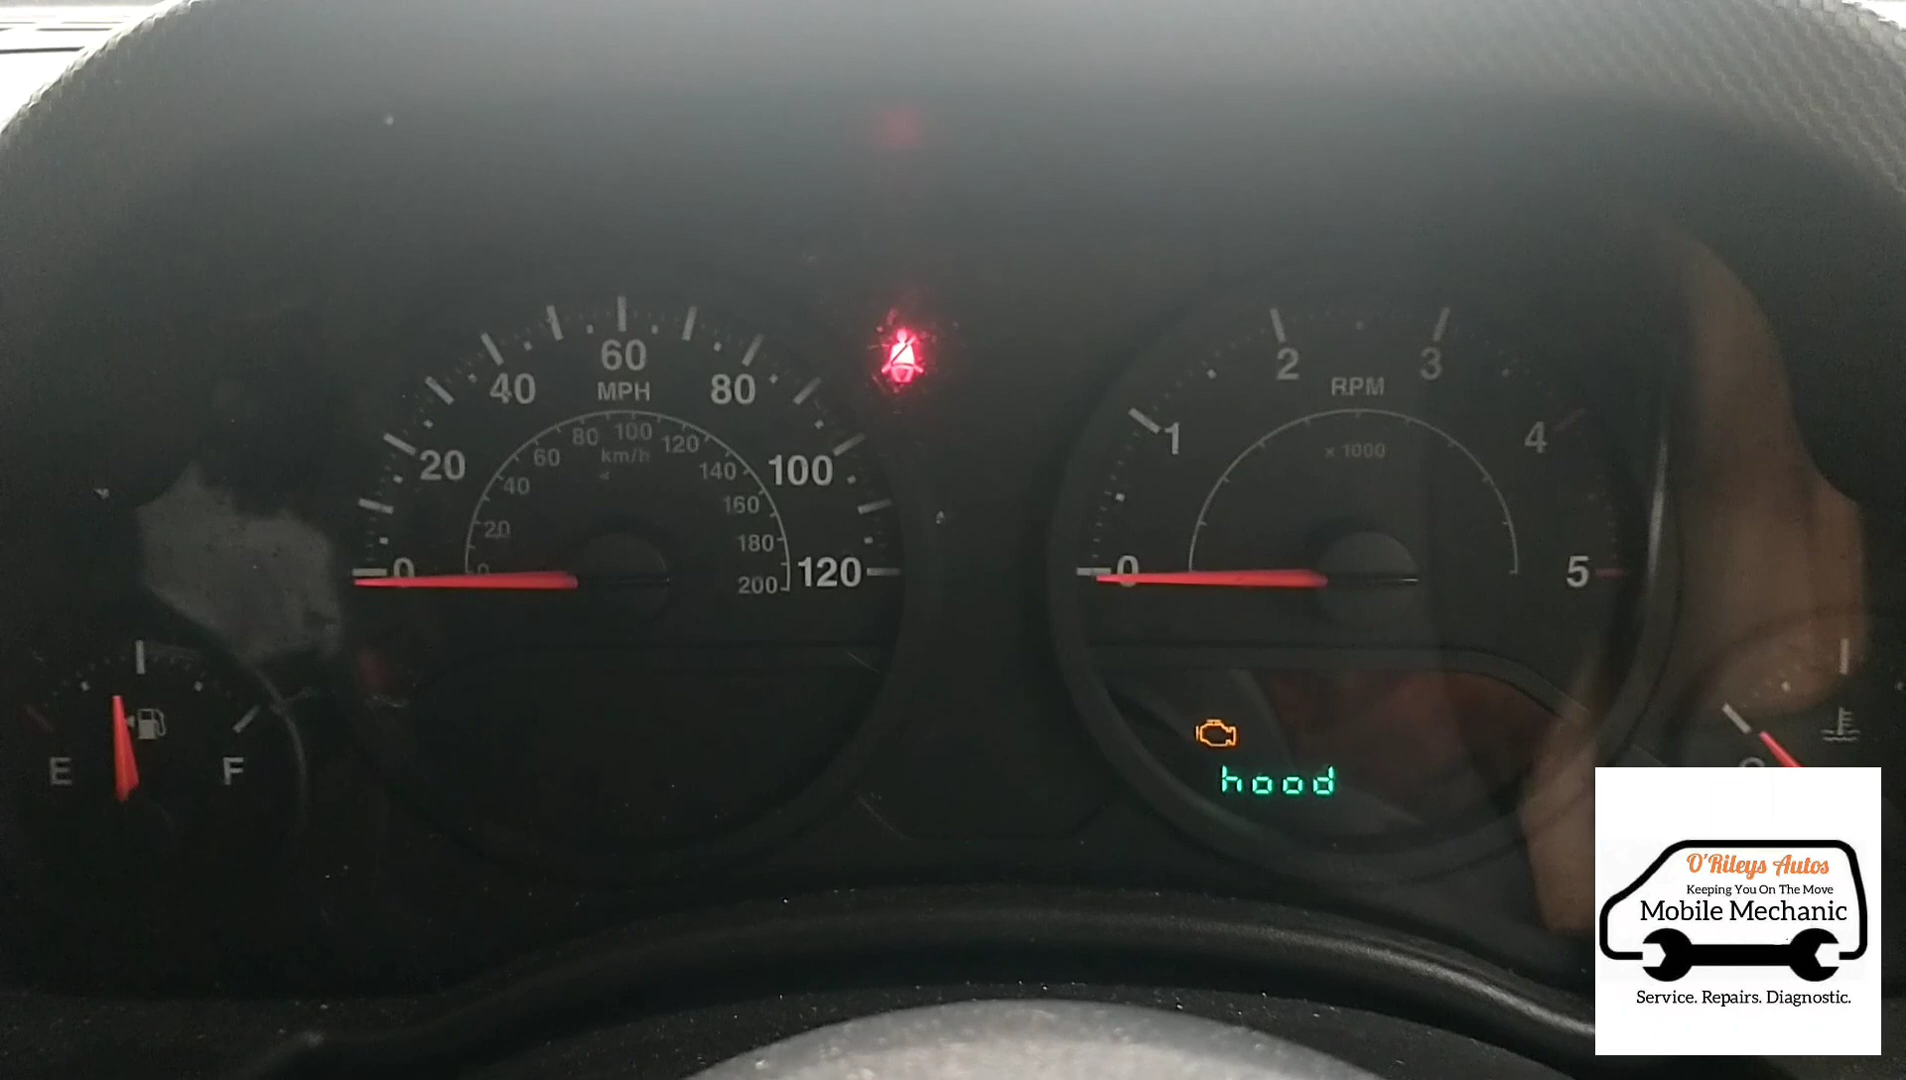 60
MPH
40
80
20
100
0
120
80 100 120
60 km/h 140
40
160
20
180
0
200
2 3
RPM
1
4
x 1000
0
5
E
F
hood
O'Rileys Autos
Keeping You On The Move
Mobile Mechanic
Service. Repairs. Diagnostic.